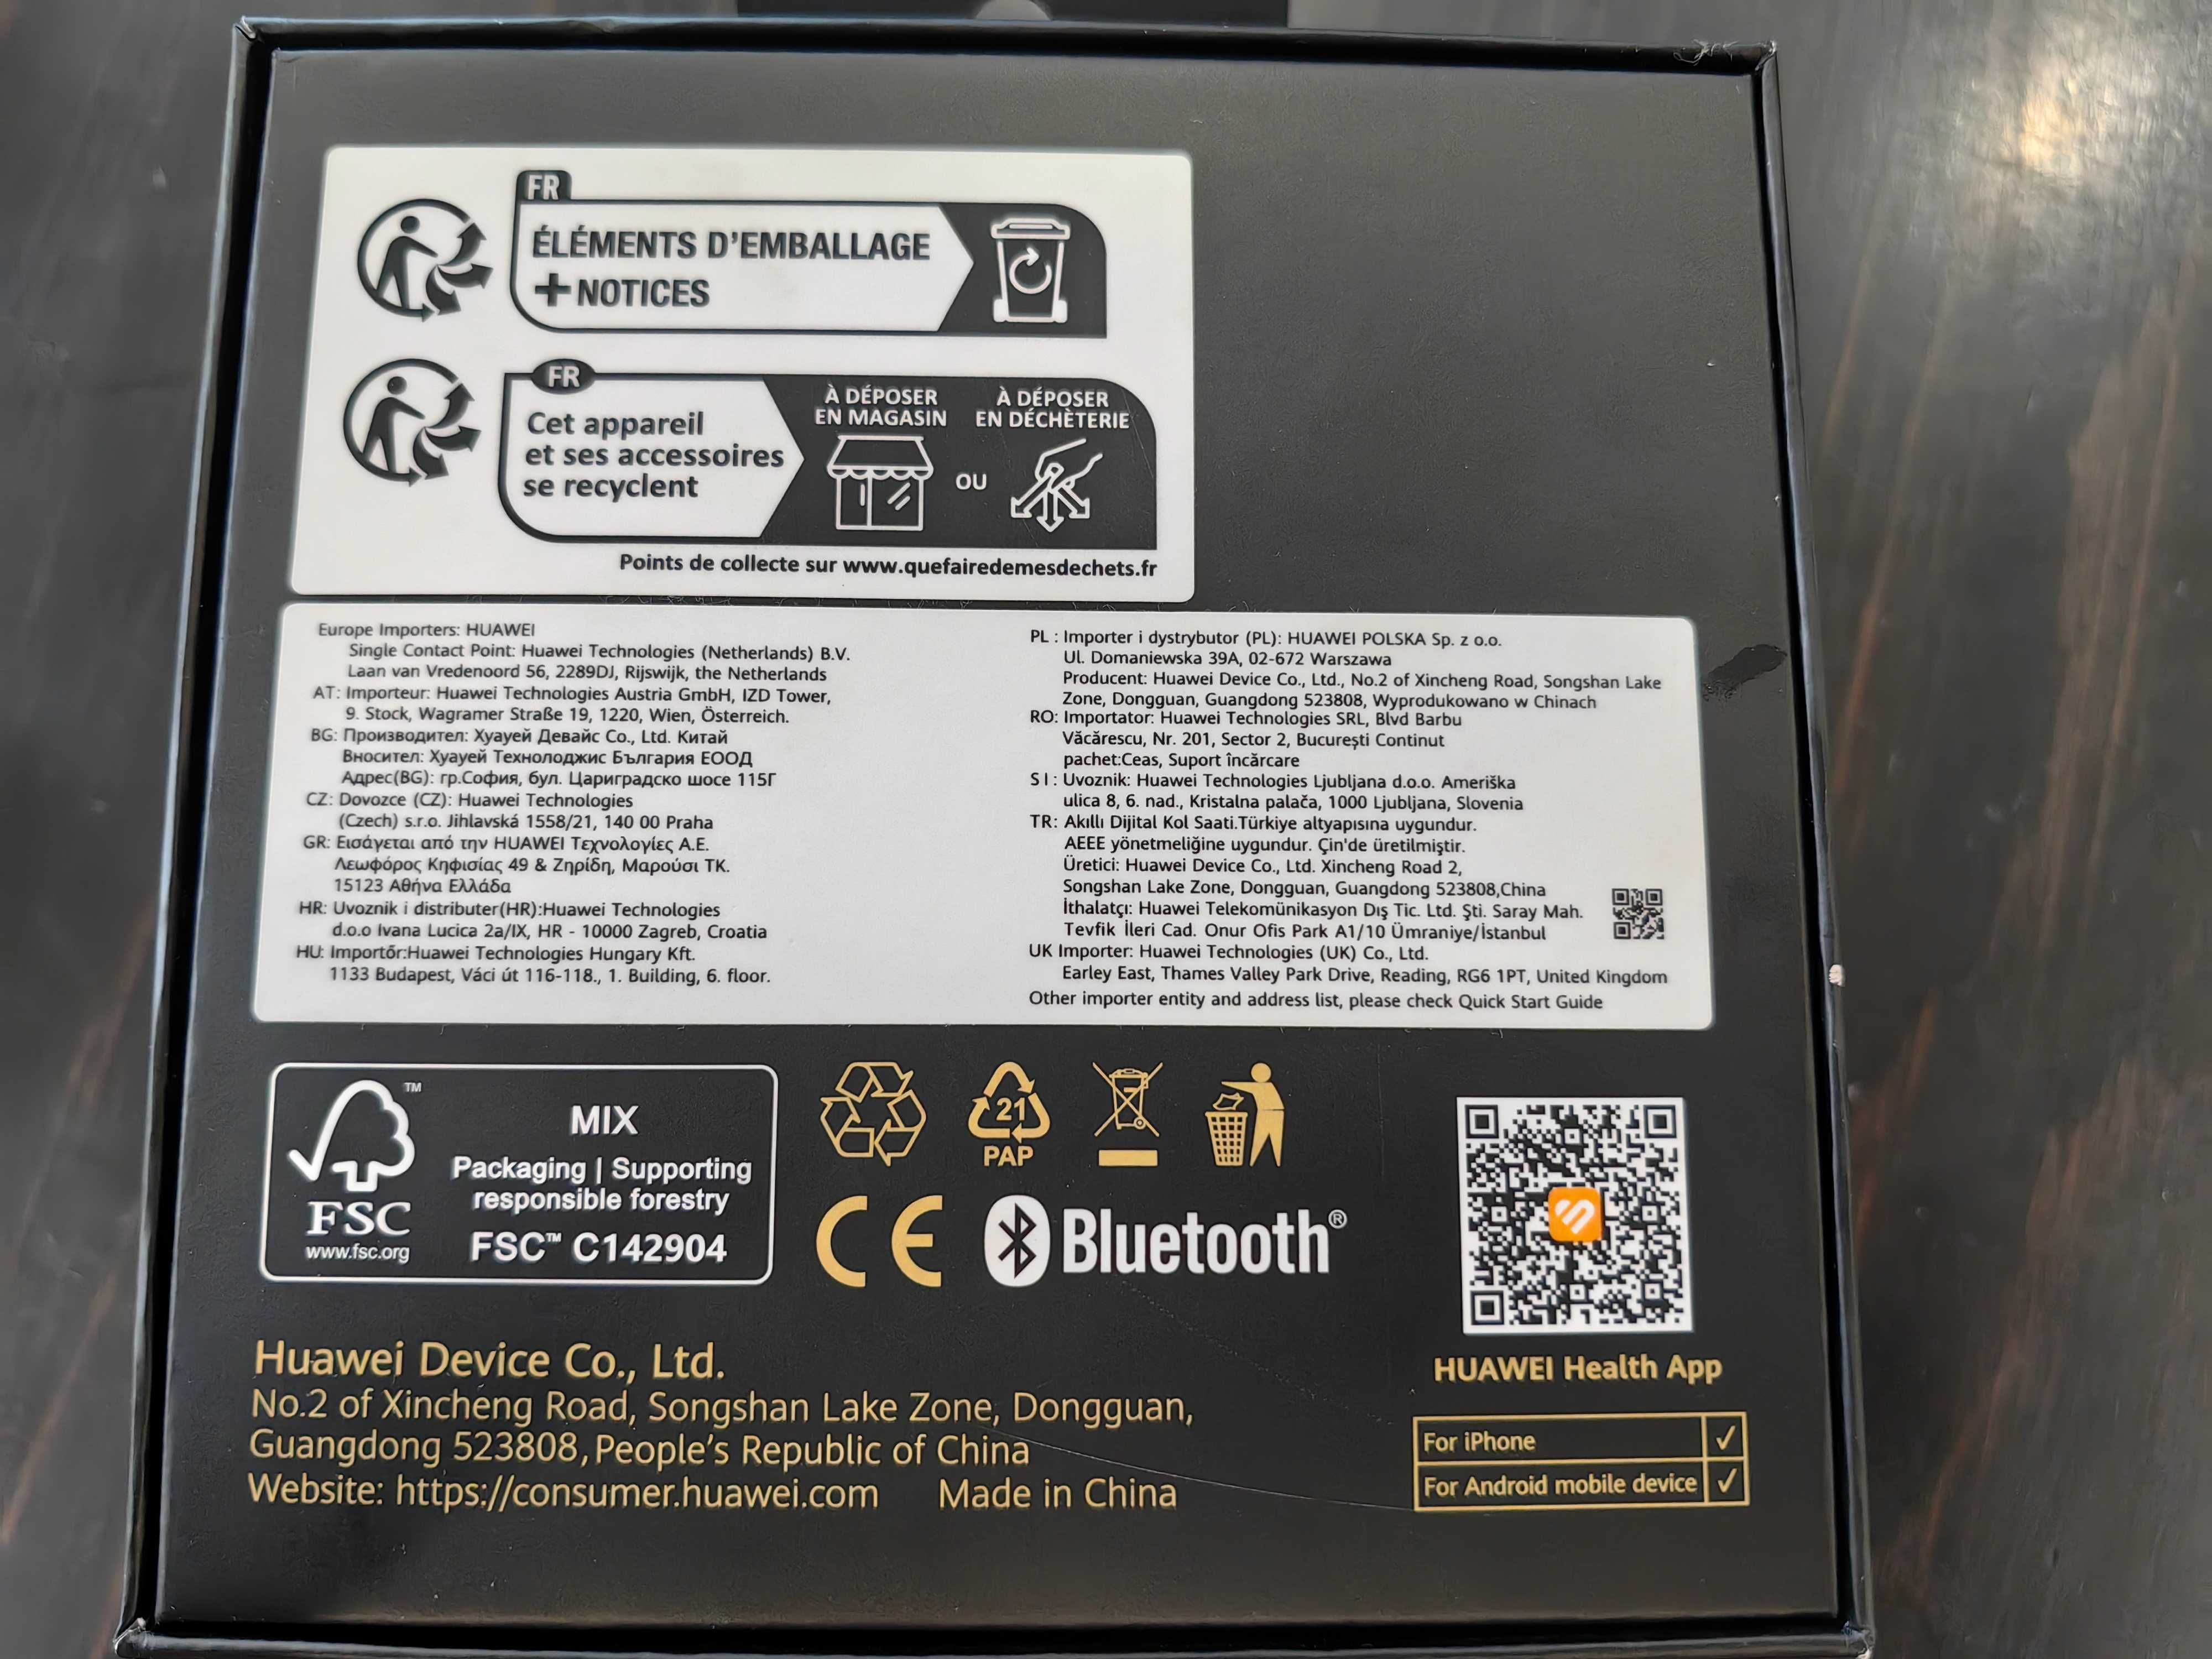 FR
ÉLÉMENTS D'EMBALLAGE
+ NOTICES
FR
Cet appareil
et ses accessoires
se recyclent
À DÉPOSER
EN MAGASIN
OU
À DÉPOSER
EN DÉCHÈTERIE
Points de collecte sur www.quefairedemesdechets.fr
Europe Importers: HUAWEI
Single Contact Point: Huawei Technologies (Netherlands) B.V.
Laan van Vredenoord 56, 2289DJ, Rijswijk, the Netherlands
AT: Importeur: Huawei Technologies Austria GmbH, IZD Tower,
9. Stock, Wagramer Straße 19, 1220, Wien, Österreich.
BG: Производител: Хуауей Девайс Co., Ltd. Китай
Вносител: Хуауей Технолоджис България ЕООД
Адрес(BG): гр.София, бул. Цариградско шосе 115Г
CZ: Dovozce (CZ): Huawei Technologies
(Czech) s.r.o. Jihlavská 1558/21, 140 00 Praha
GR: Εισάγεται από την HUAWEI Τεχνολογίες Α.Ε.
Λεωφόρος Κηφισίας 49 & Ζηρίδη, Μαρούσι ΤΚ.
15123 Αθήνα Ελλάδα
HR: Uvoznik i distributer(HR):Huawei Technologies
d.o.o Ivana Lucica 2a/IX, HR - 10000 Zagreb, Croatia
HU: Importőr:Huawei Technologies Hungary Kft.
1133 Budapest, Váci út 116-118., 1. Building, 6. floor.
PL : Importer i dystrybutor (PL): HUAWEI POLSKA Sp. z o.o.
Ul. Domaniewska 39A, 02-672 Warszawa
Producent: Huawei Device Co., Ltd., No.2 of Xincheng Road, Songshan Lake
Zone, Dongguan, Guangdong 523808, Wyprodukowano w Chinach
RO: Importator: Huawei Technologies SRL, Blvd Barbu
Văcărescu, Nr. 201, Sector 2, București Continut
pachet:Ceas, Suport încărcare
SI: Uvoznik: Huawei Technologies Ljubljana d.o.o. Ameriška
ulica 8, 6. nad., Kristalna palača, 1000 Ljubljana, Slovenia
TR: Akıllı Dijital Kol Saati.Türkiye altyapısına uygundur.
AEEE yönetmeliğine uygundur. Çin'de üretilmiştir.
Üretici: Huawei Device Co., Ltd. Xincheng Road 2,
Songshan Lake Zone, Dongguan, Guangdong 523808,China
İthalatçı: Huawei Telekomünikasyon Dış Tic. Ltd. Şti. Saray Mah.
Tevfik İleri Cad. Onur Ofis Park A1/10 Ümraniye/İstanbul
UK Importer: Huawei Technologies (UK) Co., Ltd.
Earley East, Thames Valley Park Drive, Reading, RG6 1PT, United Kingdom
Other importer entity and address list, please check Quick Start Guide
TM
FSC
www.fsc.org
MIX
Packaging | Supporting
responsible forestry
FSC™ C142904
21
PAP
CE
Bluetooth®
HUAWEI Health App
For iPhone ✓
For Android mobile device ✓
Huawei Device Co., Ltd.
No.2 of Xincheng Road, Songshan Lake Zone, Dongguan,
Guangdong 523808, People's Republic of China
Website: https://consumer.huawei.com Made in China